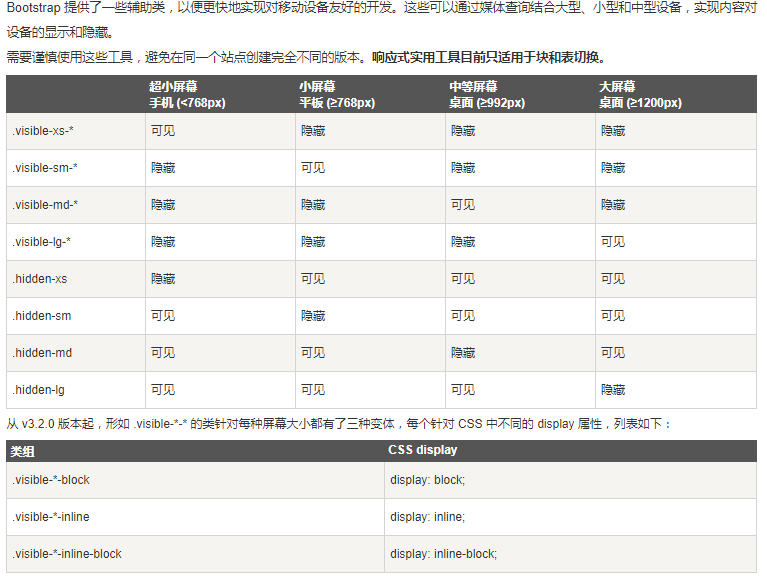 Bootstrap 提供了一些辅助类，以便更快地实现对移动设备友好的开发。这些可以通过媒体查询结合大型、小型和中型设备，实现内容对
设备的显示和隐藏。
需要谨慎使用这些工具，避免在同一个站点创建完全不同的版本。响应式实用工具目前只适用于块和表切换。
超小屏幕 小屏幕 中等屏幕 大屏幕
手机 (<768px) 平板 (≥768px) 桌面 (≥992px) 桌面 (≥1200px)
.visible-xs-* 可见 隐藏 隐藏 隐藏
.visible-sm-* 隐藏 可见 隐藏 隐藏
.visible-md-* 隐藏 隐藏 可见 隐藏
.visible-lg-* 隐藏 隐藏 隐藏 可见
.hidden-xs 隐藏 可见 可见 可见
.hidden-sm 可见 隐藏 可见 可见
.hidden-md 可见 可见 隐藏 可见
.hidden-lg 可见 可见 可见 隐藏
从 v3.2.0 版本起，形如 .visible-*-* 的类针对每种屏幕大小都有了三种变体，每个针对 CSS 中不同的 display 属性，列表如下：
类组 CSS display
.visible-*-block display: block;
.visible-*-inline display: inline;
.visible-*-inline-block display: inline-block;